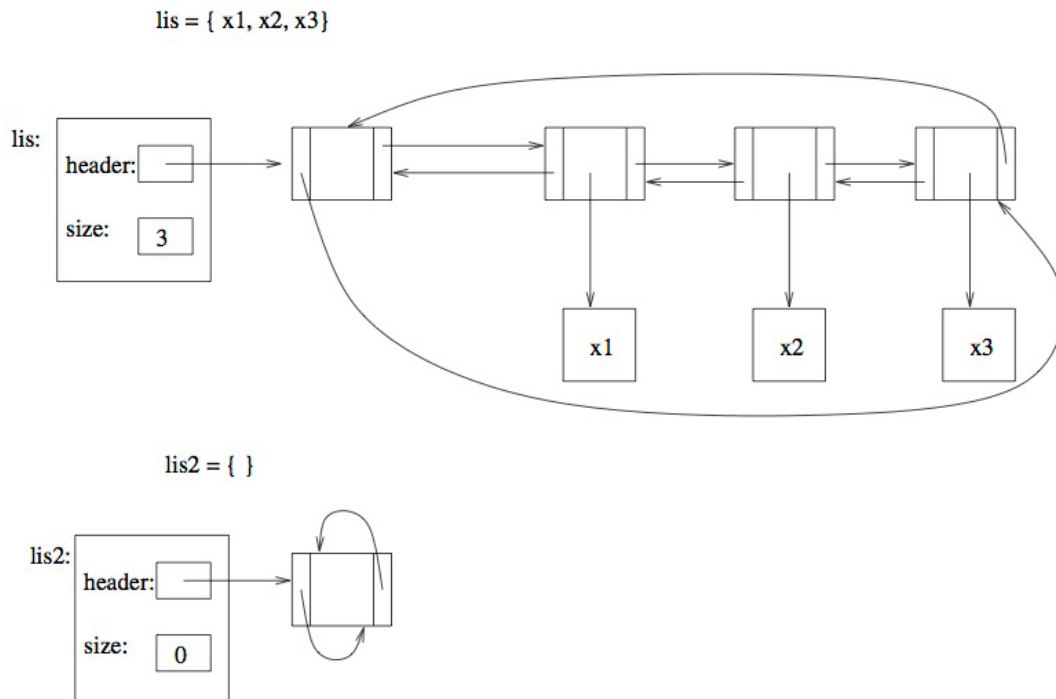 lis = { x1, x2, x3}
lis:
header:
size:
3
x1
x2
x3
lis2 = { }
lis2:
header:
size:
0